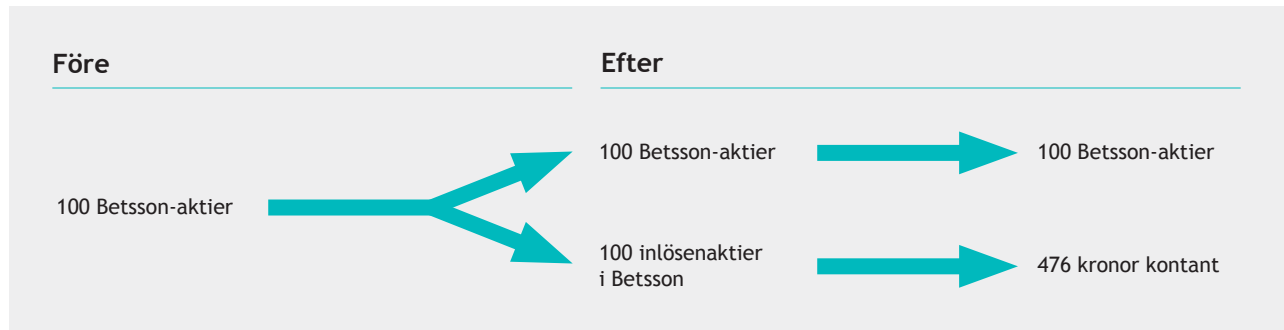 Före
Efter
100 Betsson-aktier
100 Betsson-aktier
100 Betsson-aktier
100 inlösenaktier
i Betsson
476 kronor kontant